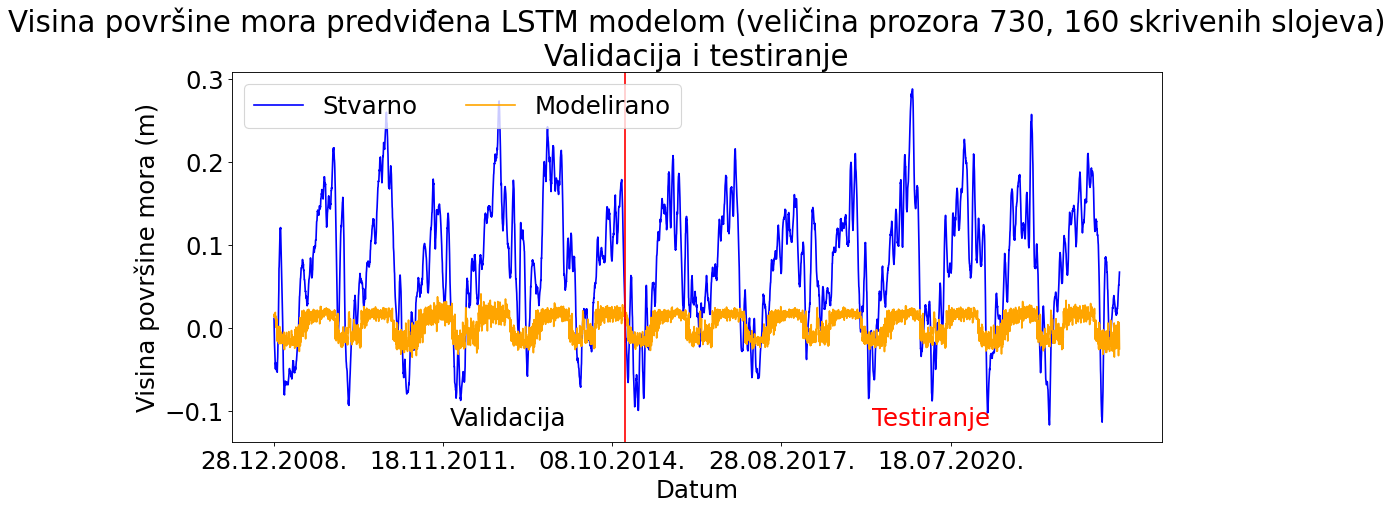 Visina površine mora predviđena LSTM modelom (veličina prozora 730, 160 skrivenih slojeva)
Validacija i testiranje
Stvarno Modelirano
Visina površine mora (m)
0.3
0.2
0.1
0.0
−0.1
Validacija Testiranje
28.12.2008. 18.11.2011. 08.10.2014. 28.08.2017. 18.07.2020.
Datum